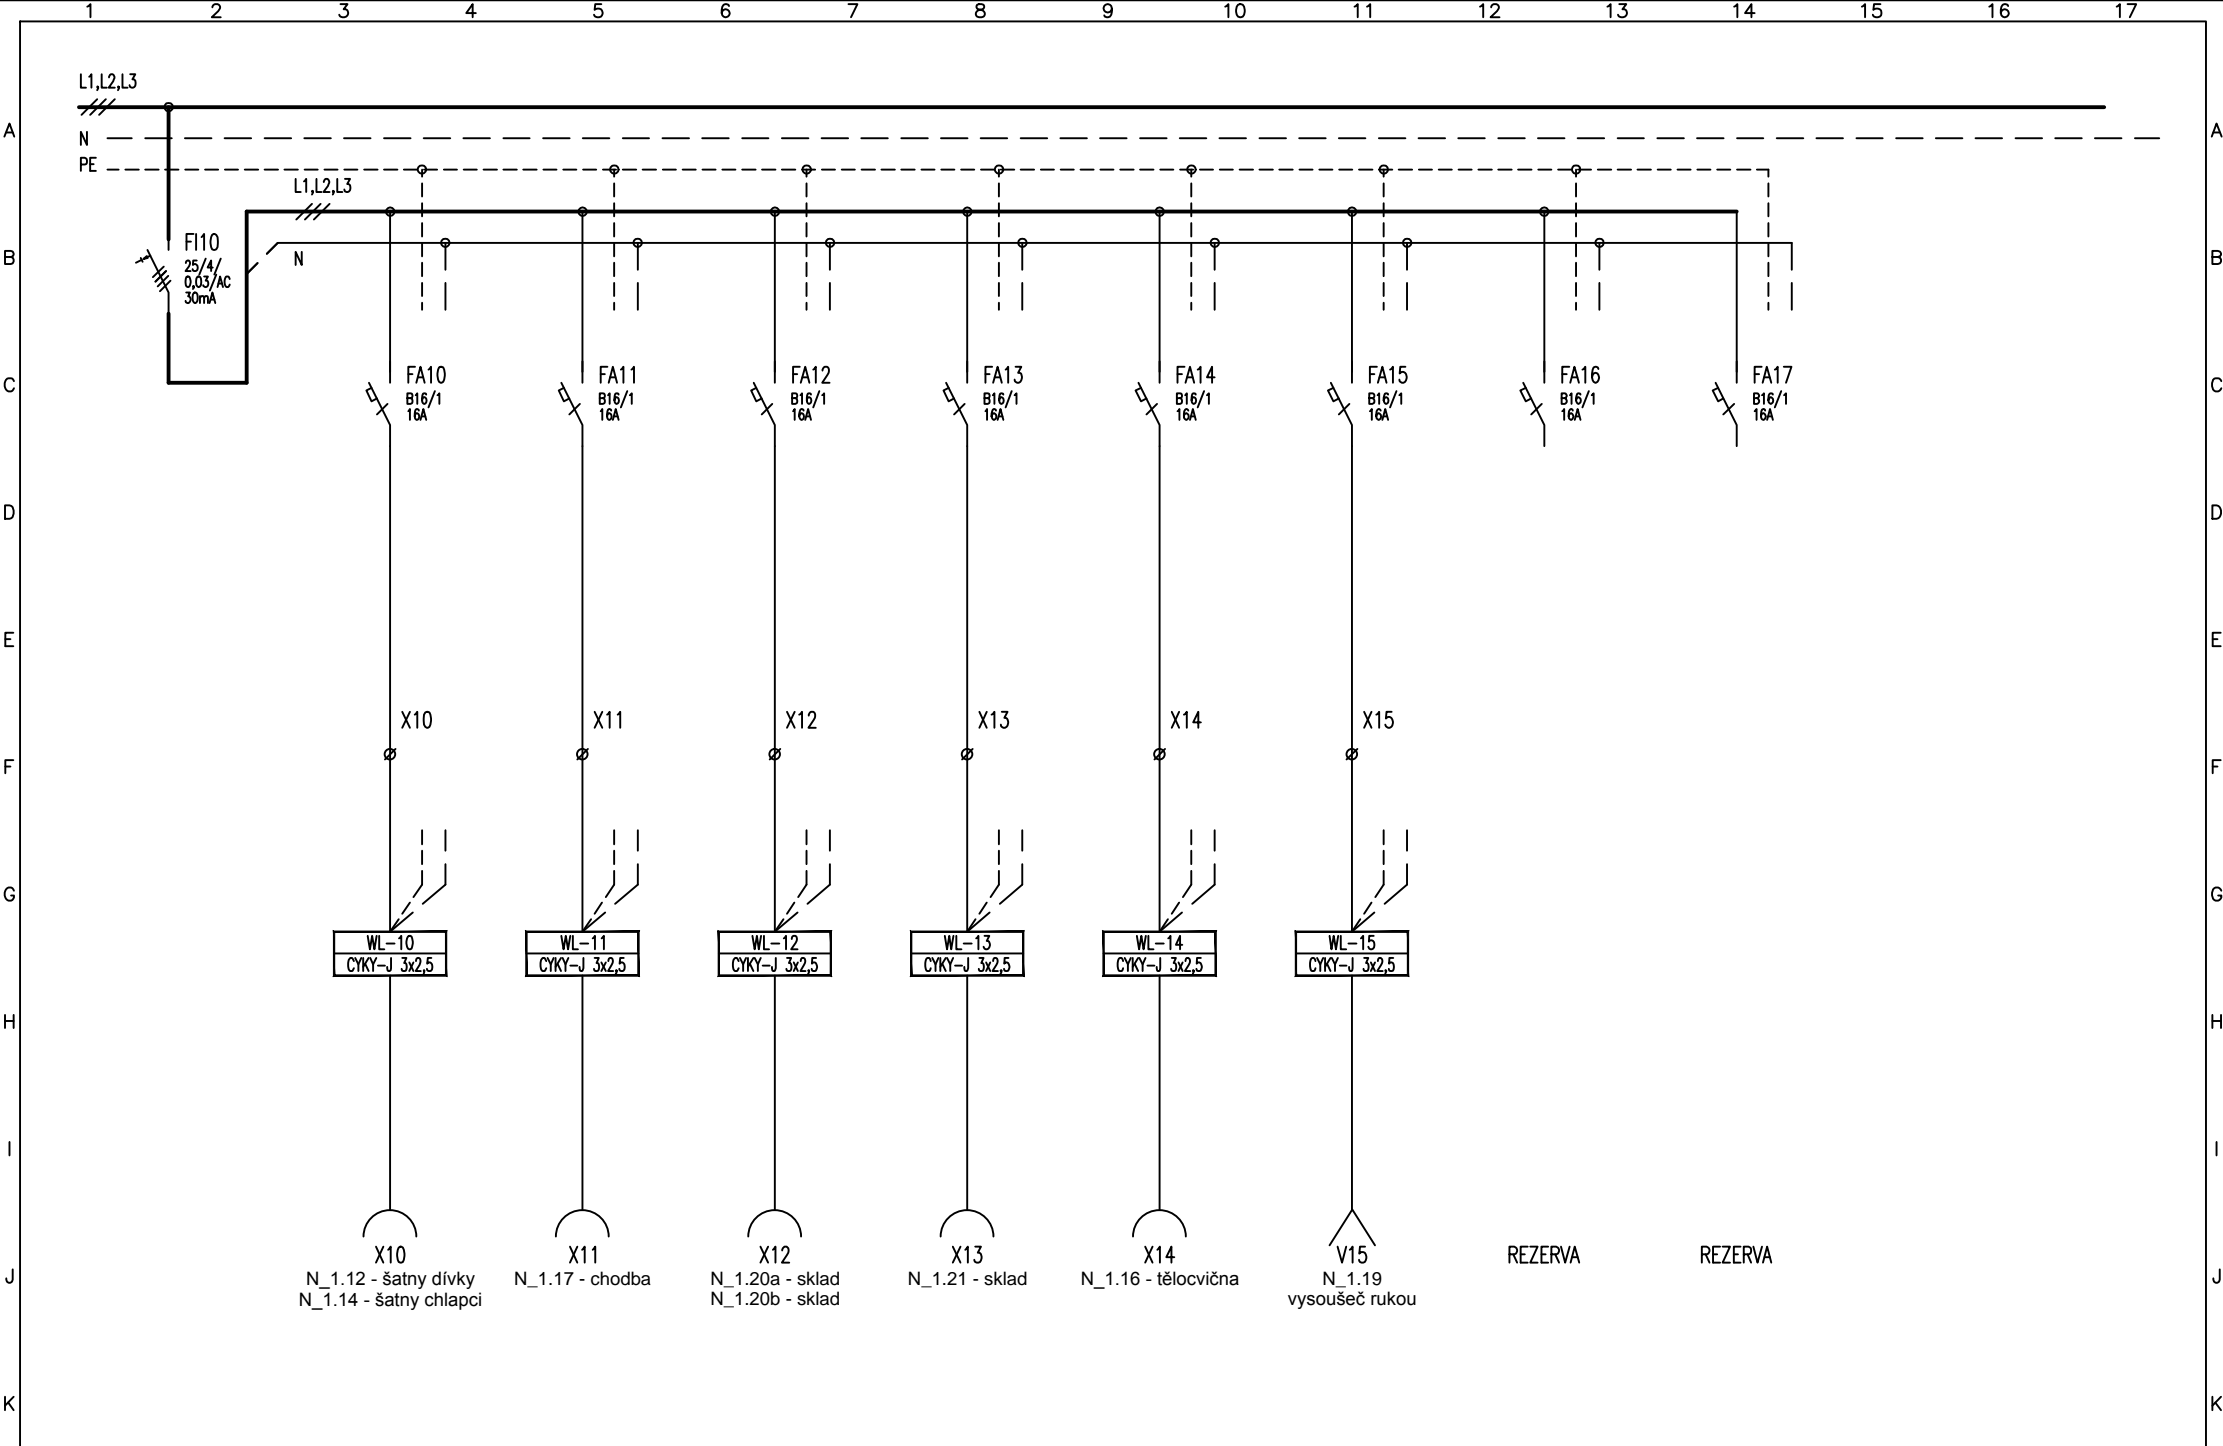 1 2 3 4 5 6 7 8 9 10 11 12 13 14 15 16 17
L1,L2,L3
A A
N
PE
L1,L2,L3
FI10
B N B
25/4/
0,03/AC
30mA
FA10 FA11 FA12 FA13 FA14 FA15 FA16 FA17
C C
B16/1 B16/1 B16/1 B16/1 B16/1 B16/1 B16/1 B16/1
16A 16A 16A 16A 16A 16A 16A 16A
D D
E E
X10 X11 X12 X13 X14 X15
F F
G G
WL-10 WL-11 WL-12 WL-13 WL-14 WL-15
CYKY-J 3x2,5 CYKY-J 3x2,5 CYKY-J 3x2,5 CYKY-J 3x2,5 CYKY-J 3x2,5 CYKY-J 3x2,5
H H
I I
X10 X11 X12 X13 X14 V15 REZERVA REZERVA
J N_1.12 - šatny dívky N_1.17 - chodba N_1.20a - sklad N_1.21 - sklad N_1.16 - tělocvična N_1.19 J
N_1.14 - šatny chlapci N_1.20b - sklad vysoušeč rukou
K K